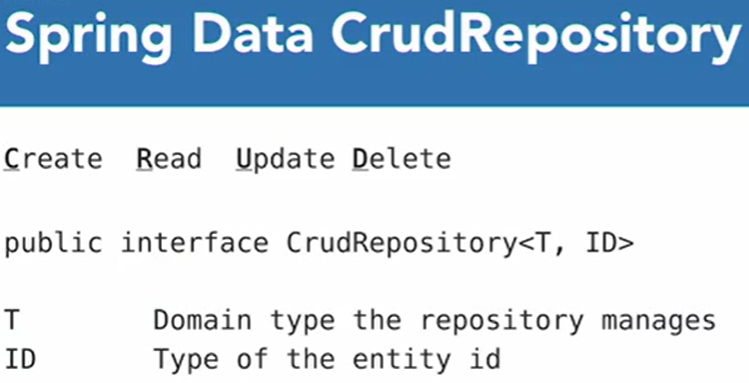 Spring Data CrudRepository
Create Read Update Delete
public interface CrudRepository<T, ID>
T Domain type the repository manages
ID Type of the entity id